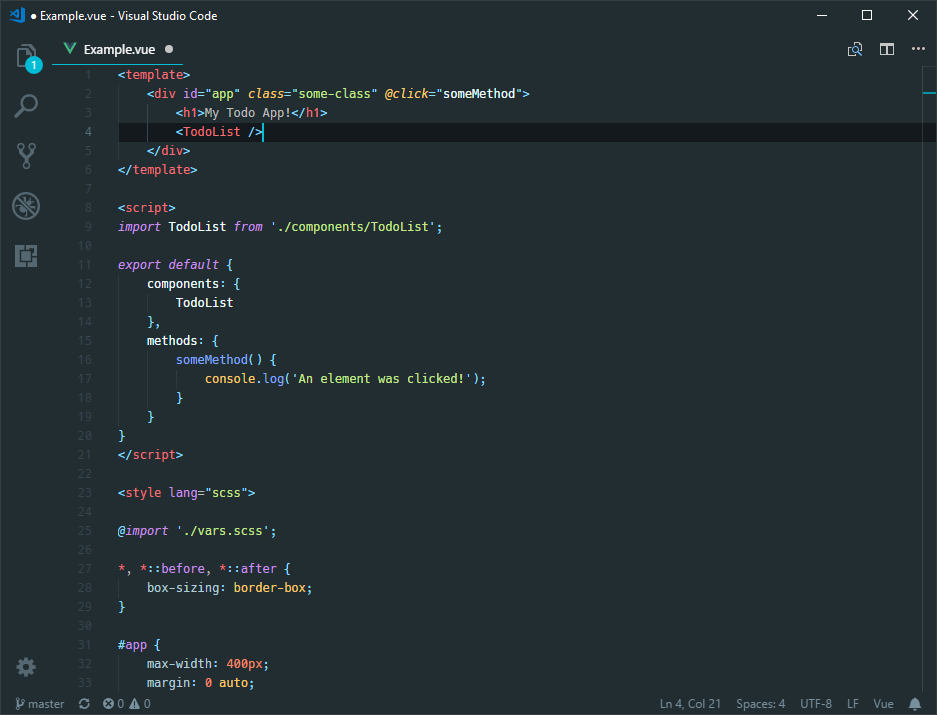 ● Example.vue - Visual Studio Code
1
Example.vue ●
1 <template>
2     <div id="app" class="some-class" @click="someMethod">
3         <h1>My Todo App!</h1>
4         <TodoList />
5     </div>
6 </template>
7
8 <script>
9 import TodoList from './components/TodoList';
10
11 export default {
12     components: {
13         TodoList
14     },
15     methods: {
16         someMethod() {
17             console.log('An element was clicked!');
18         }
19     }
20 }
21 </script>
22
23 <style lang="scss">
24
25 @import './vars.scss';
26
27 *, *::before, *::after {
28     box-sizing: border-box;
29 }
30
31 #app {
32     max-width: 400px;
33     margin: 0 auto;
master 0 0 Ln 4, Col 21 Spaces: 4 UTF-8 LF Vue